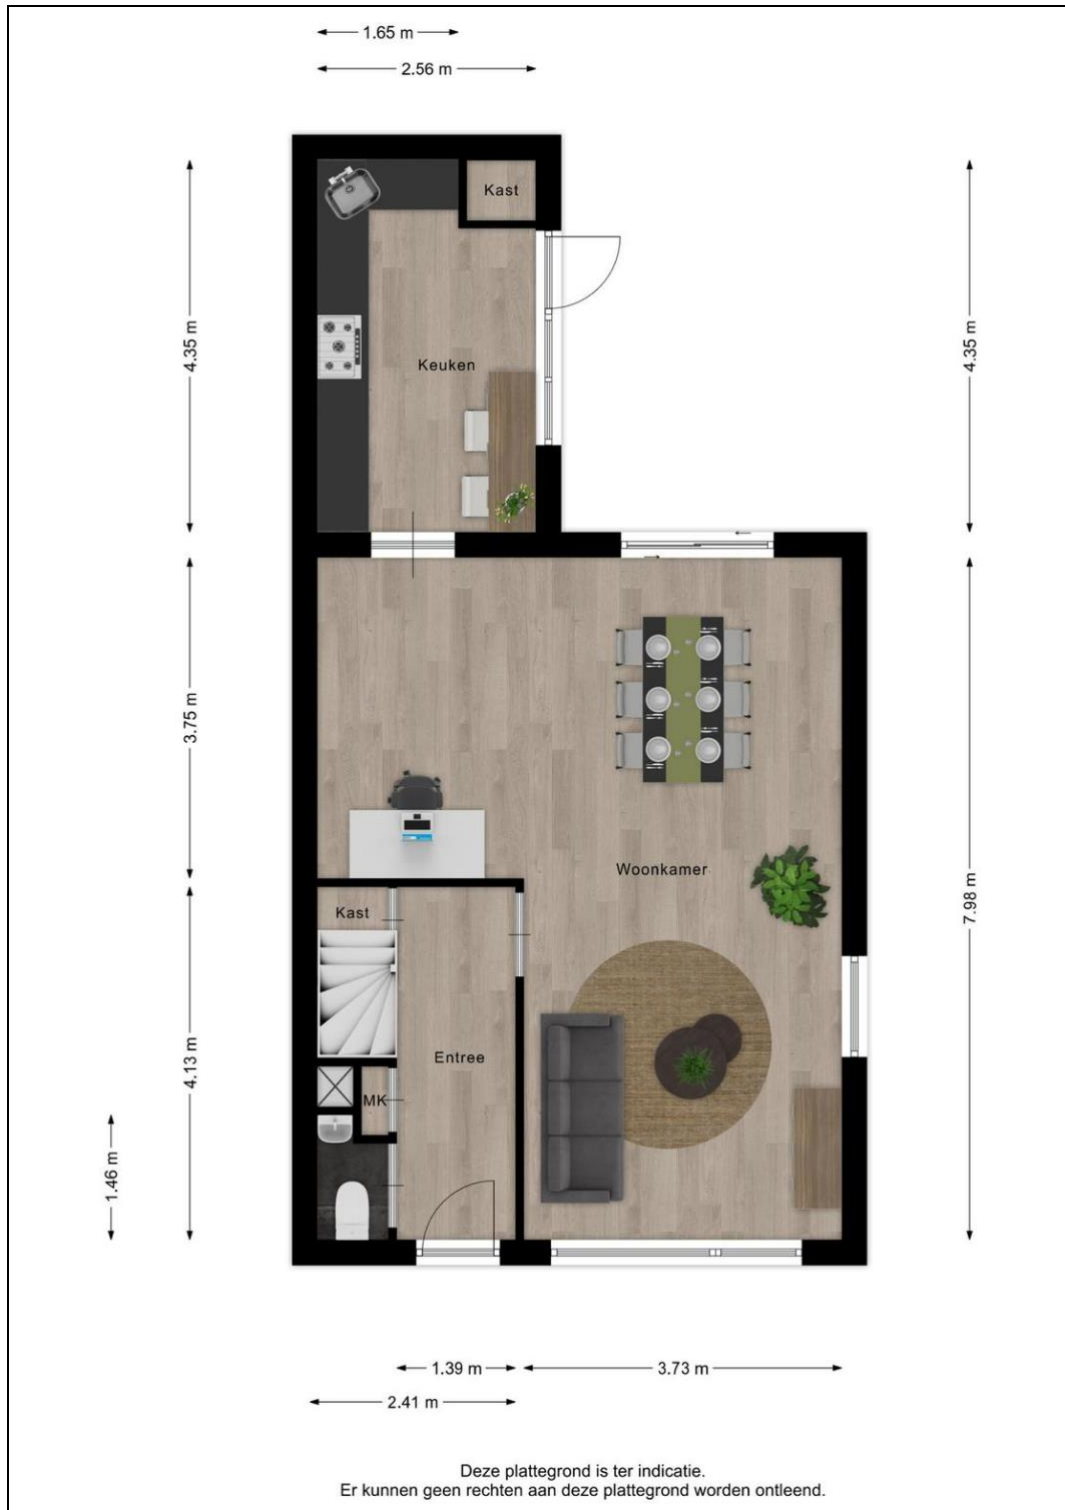 1.65 m
2.56 m
Kast
4.35 m
4.35 m
Keuken
3.75 m
Woonkamer
7.98 m
Kast
4.13 m
Entree
MK
1.46 m
1.39 m
3.73 m
2.41 m
Deze plattegrond is ter indicatie.
Er kunnen geen rechten aan deze plattegrond worden ontleend.